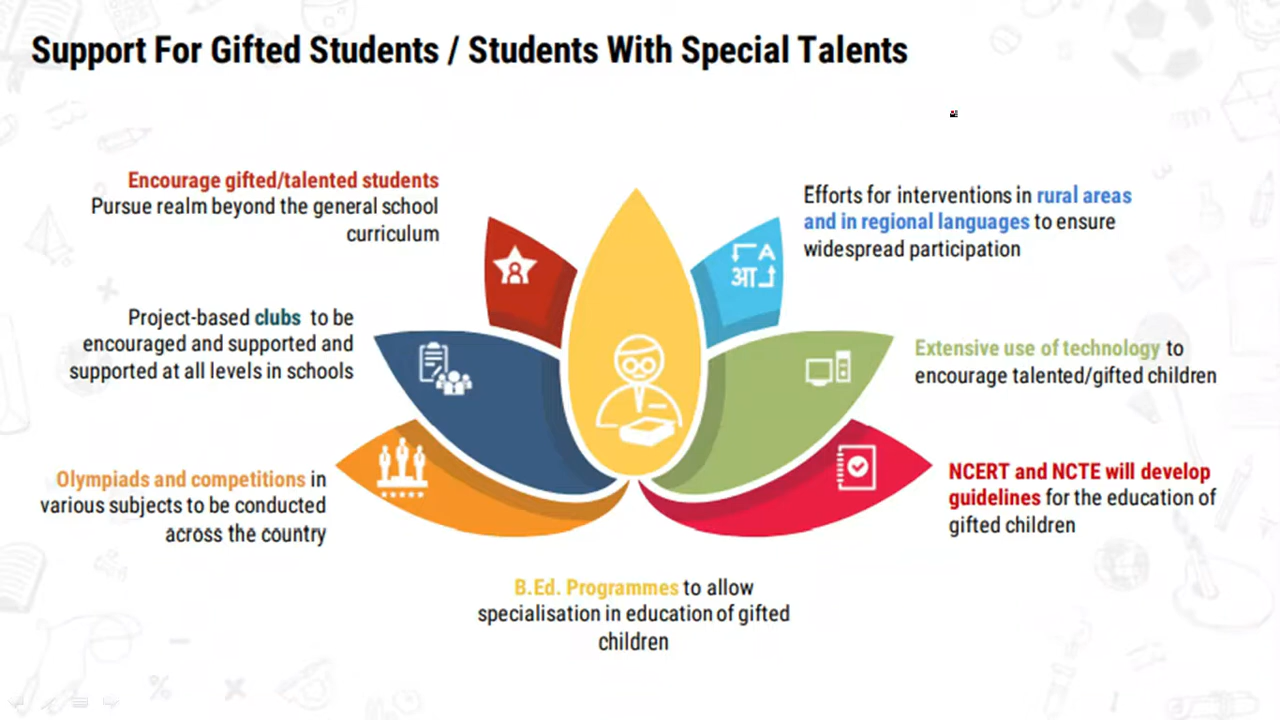 Support For Gifted Students / Students With Special Talents
Encourage gifted/talented students
Pursue realm beyond the general school
curriculum
Project-based clubs to be
encouraged and supported and
supported at all levels in schools
Olympiads and competitions in
various subjects to be conducted
across the country
Efforts for interventions in rural areas
and in regional languages to ensure
widespread participation
A
आ
Extensive use of technology to
encourage talented/gifted children
NCERT and NCTE will develop
guidelines for the education of
gifted children
B.Ed. Programmes to allow
specialisation in education of gifted
children